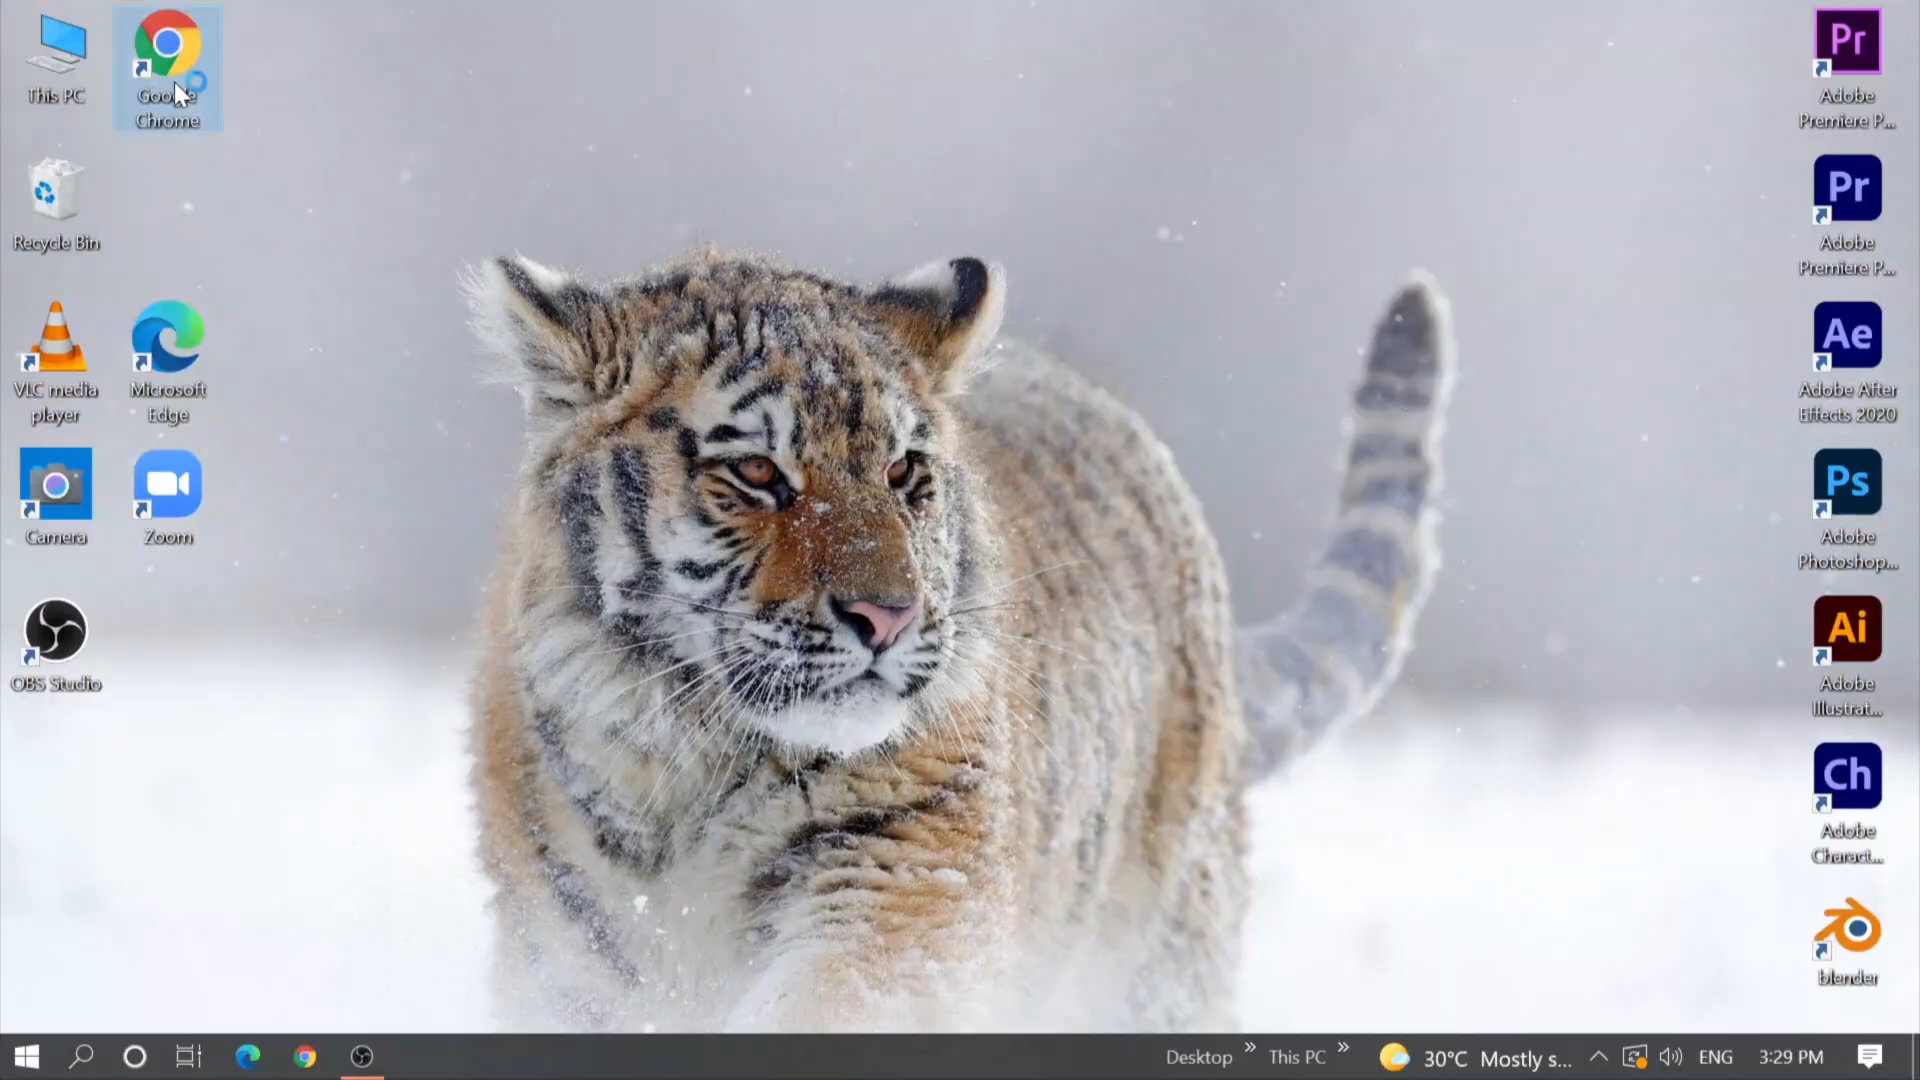 This PC
Google
Chrome
Recycle Bin
VLC media
player
Microsoft
Edge
Camera
Zoom
OBS Studio
Pr
Adobe
Premiere P...
Pr
Adobe
Premiere P...
Ae
Adobe After
Effects 2020
Ps
Adobe
Photoshop...
Ai
Adobe
Illustrat...
Ch
Adobe
Charact...
blender
Desktop
This PC
30°C Mostly s...
ENG
3:29 PM